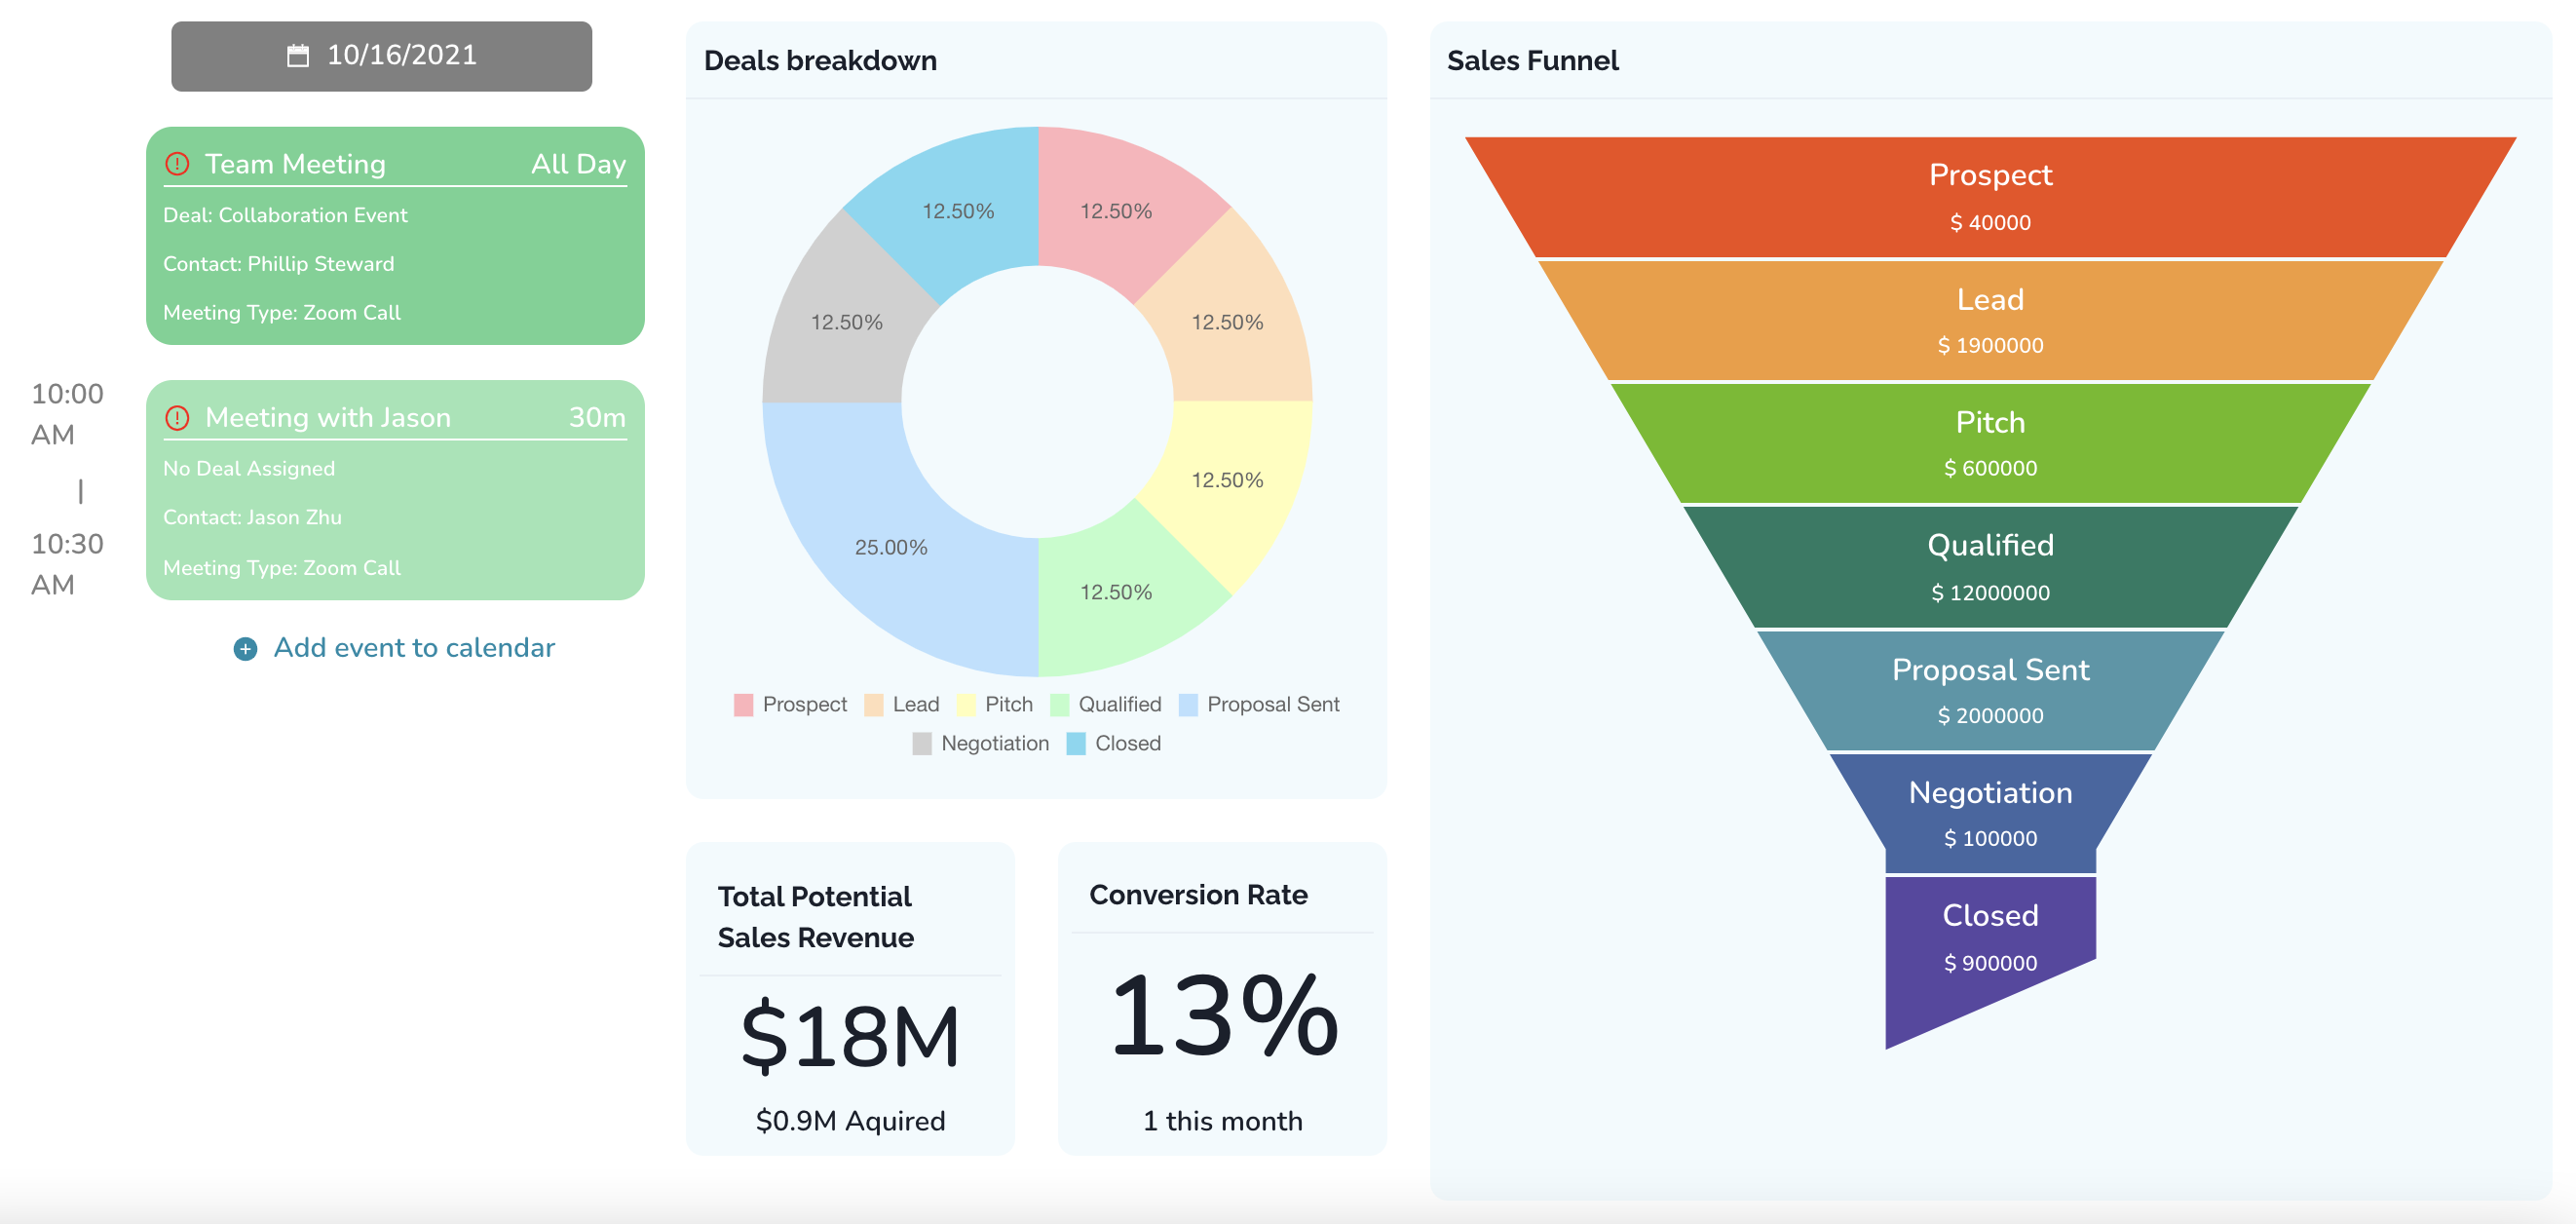 10/16/2021
Team Meeting All Day
Deal: Collaboration Event
Contact: Phillip Steward
Meeting Type: Zoom Call
10:00
AM
|
10:30
AM
Meeting with Jason 30m
No Deal Assigned
Contact: Jason Zhu
Meeting Type: Zoom Call
Add event to calendar
Deals breakdown
12.50% 12.50%
12.50% 12.50%
12.50%
25.00%
12.50%
Prospect Lead Pitch Qualified Proposal Sent
Negotiation Closed
Total Potential
Sales Revenue
$18M
$0.9M Aquired
Conversion Rate
13%
1 this month
Sales Funnel
Prospect
$ 40000
Lead
$ 1900000
Pitch
$ 600000
Qualified
$ 12000000
Proposal Sent
$ 2000000
Negotiation
$ 100000
Closed
$ 900000